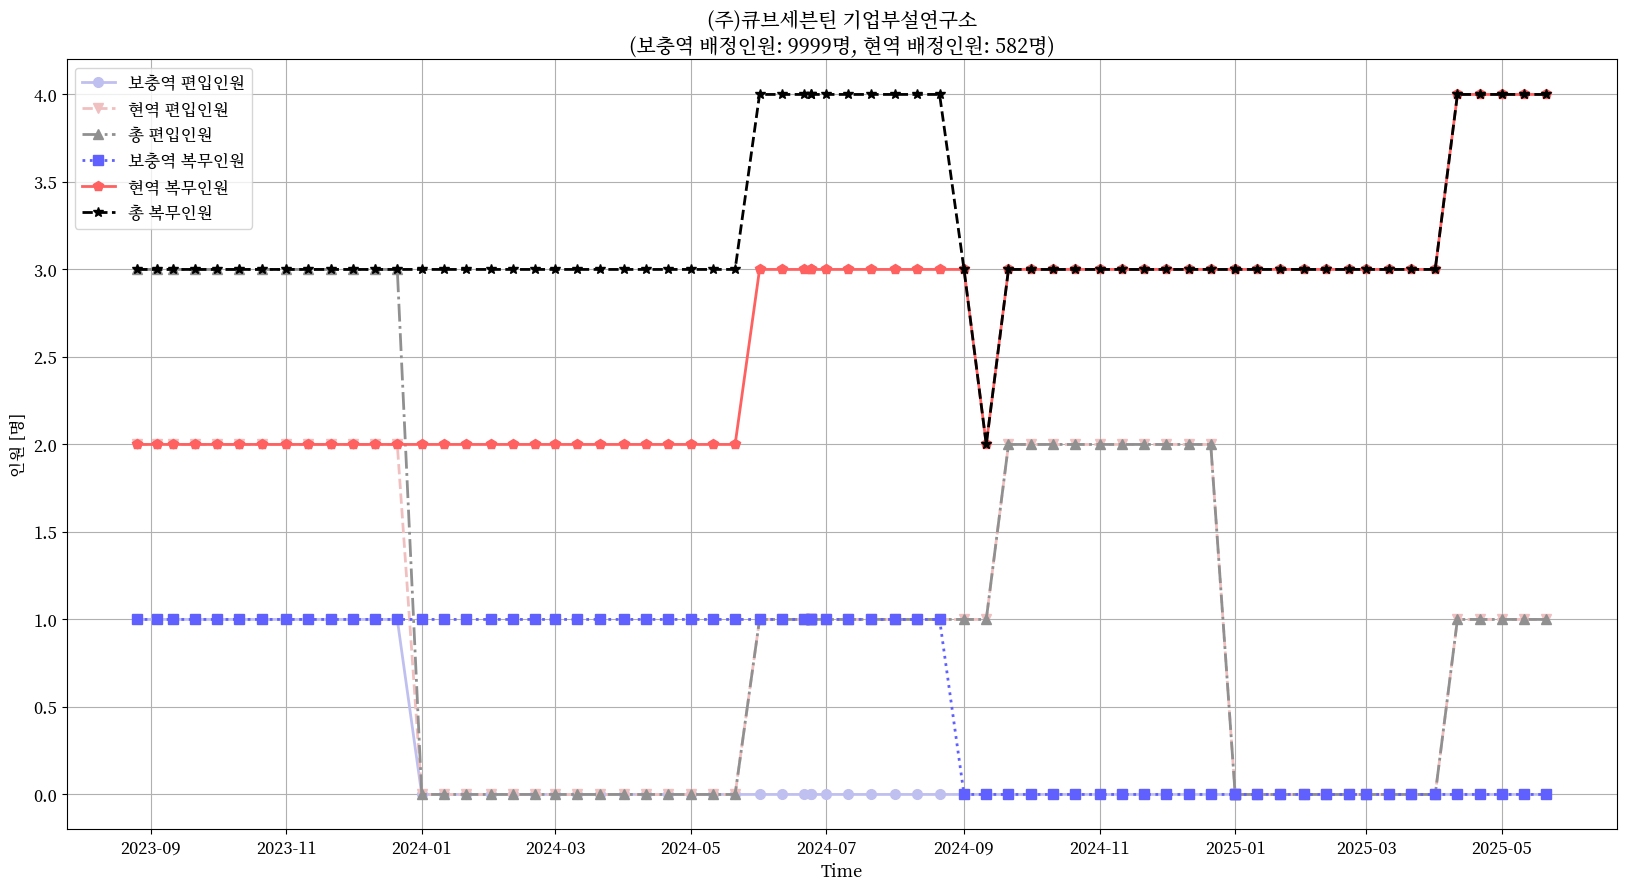 (주)큐브세븐틴 기업부설연구소
(보충역 배정인원: 9999명, 현역 배정인원: 582명)
보충역 편입인원
현역 편입인원
총 편입인원
보충역 복무인원
현역 복무인원
총 복무인원
4.0
3.5
3.0
2.5
2.0
1.5
1.0
0.5
0.0
인원 [명]
2023-09
2023-11
2024-01
2024-03
2024-05
2024-07
2024-09
2024-11
2025-01
2025-03
2025-05
Time